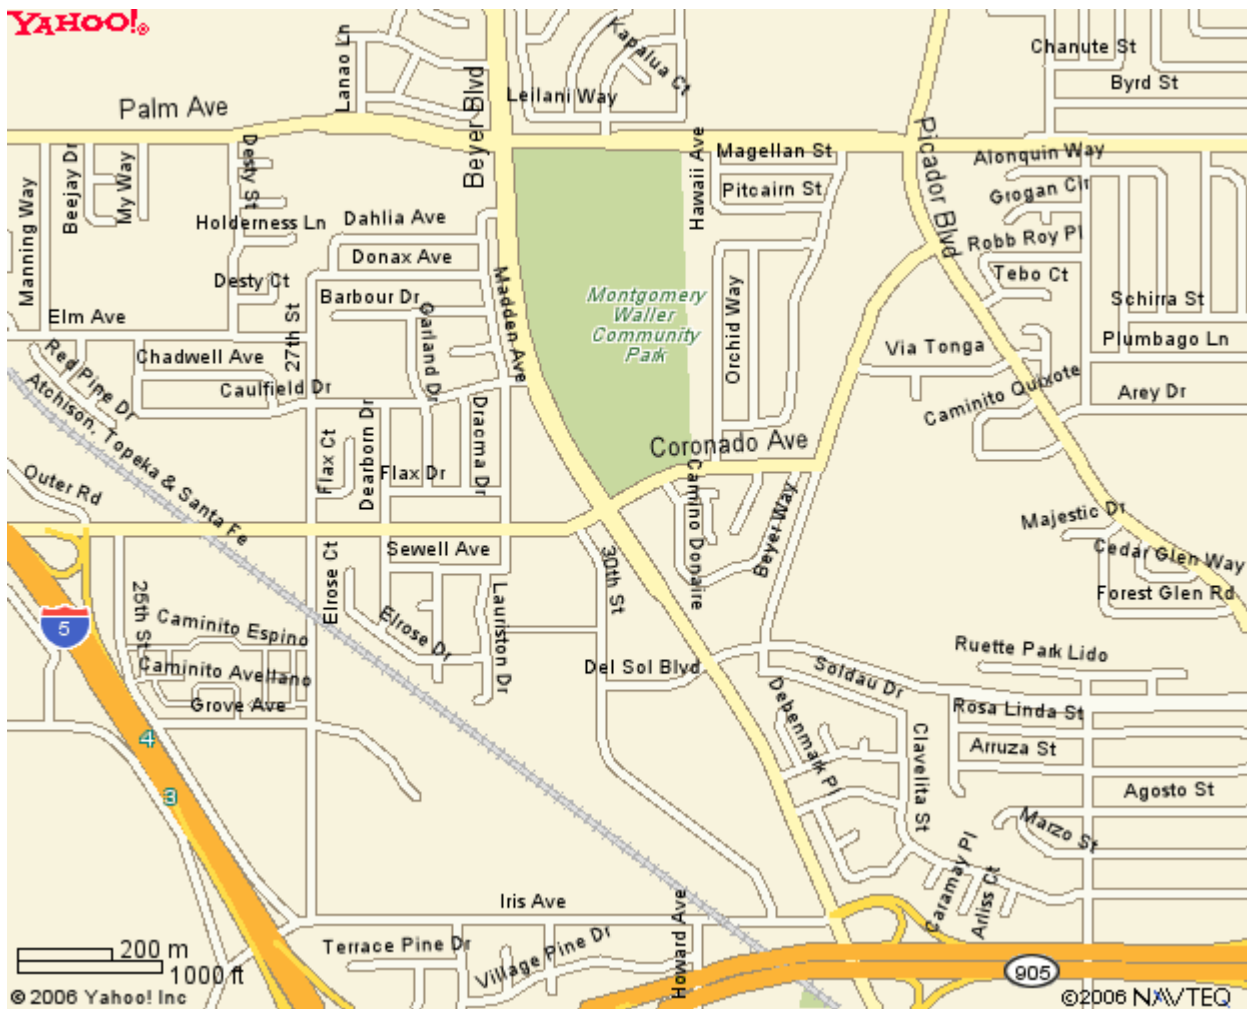 YAHOO!®
Lanao Ln
Kapalua Ct
Chanute St
Byrd St
Palm Ave
Beyer Blvd
Leilani Way
Desty St
Hawaii Ave
Magellan St
Picador Blvd
Alonquin Way
Manning Way
Beejay Dr
My Way
Pitcairn St
Grogan Cir
Holderness Ln
Dahlia Ave
Robb Roy Pl
Donax Ave
Desty Ct
Tebo Ct
Madden Ave
Barbour Dr
Montgomery
Waller
Community
Park
Orchid Way
Schirra St
Elm Ave
27th St
Garland Dr
Plumbago Ln
Chadwell Ave
Via Tonga
Red Pine Dr
Caulfield Dr
Caminito Quixote
Arey Dr
Atchison, Topeka & Santa Fe
Dracma Dr
Dearborn Dr
Flax Ct
Coronado Ave
Flax Dr
Outer Rd
Camino Donaire
Beyer Way
Majestic Dr
Sewell Ave
30th St
Cedar Glen Way
Elrose Ct
25th St
Lauriston Dr
Forest Glen Rd
5
Caminito Espino
Elrose Dr
Ruette Park Lido
Caminito Avellano
Del Sol Blvd
Soldau Dr
Grove Ave
Debenmark Pl
Rosa Linda St
4
Clavelita St
Arruza St
3
Agosto St
Marzo St
Caramay Pl
Arliss Ct
Iris Ave
Howard Ave
Terrace Pine Dr
Village Pine Dr
200 m
1000 ft
905
© 2006 Yahoo! Inc
©2006 NAVTEQ